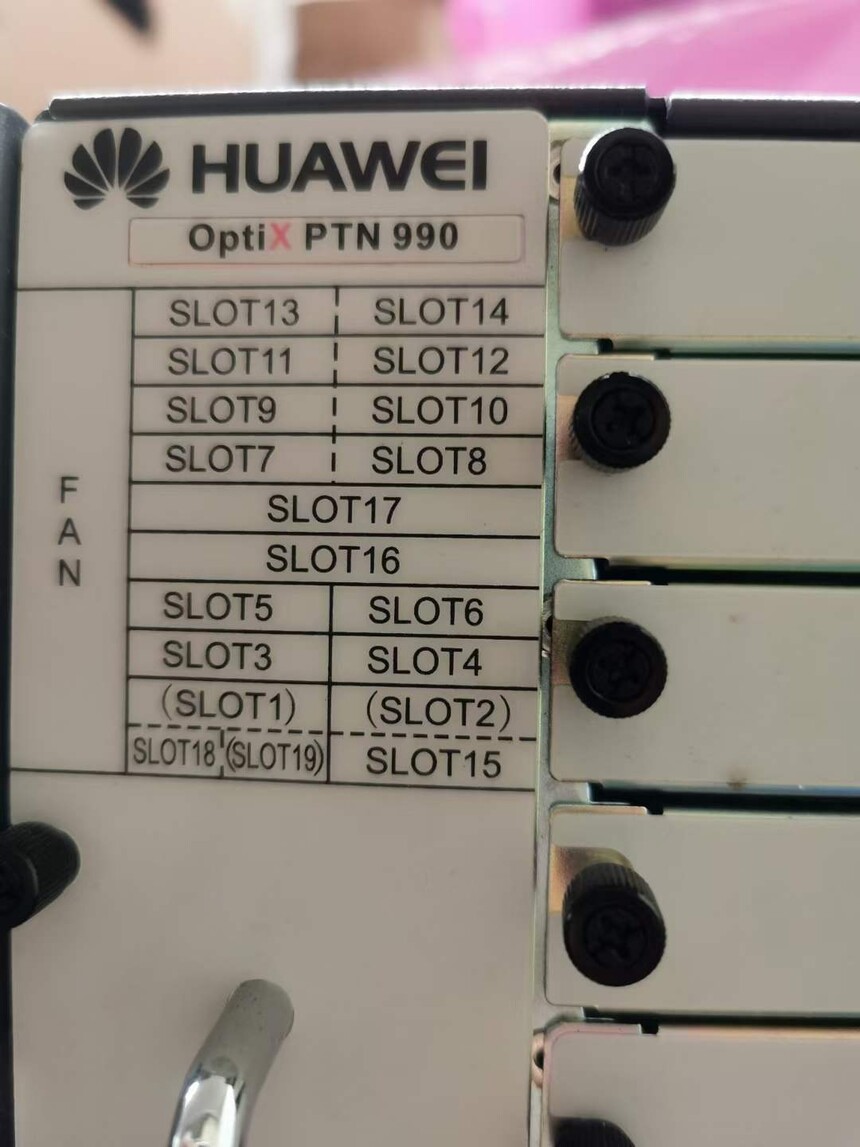 HUAWEI
OptiX PTN 990
FAN
SLOT13 SLOT14
SLOT11 SLOT12
SLOT9 SLOT10
SLOT7 SLOT8
SLOT17
SLOT16
SLOT5 SLOT6
SLOT3 SLOT4
(SLOT1) (SLOT2)
SLOT18 (SLOT19) SLOT15